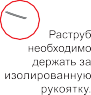 Раструб
необходимо
держать за
изолированную
рукоятку.